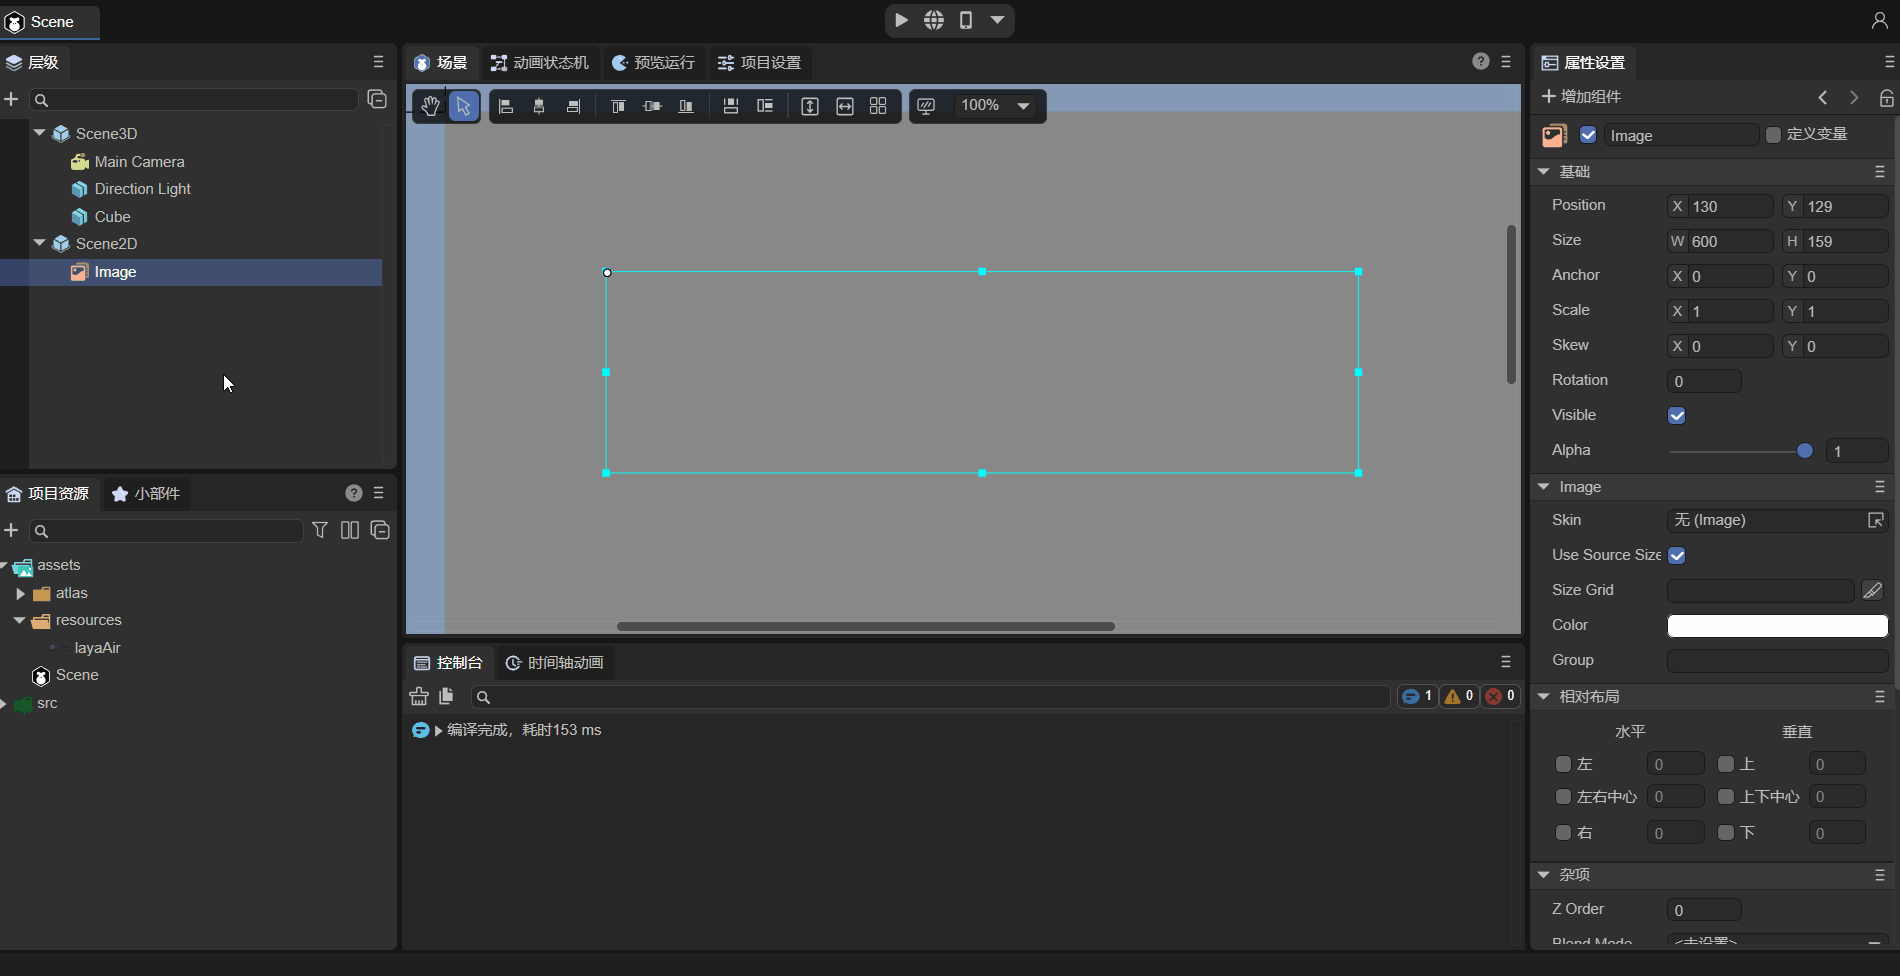 Scene
层级
Scene3D
Main Camera
Direction Light
Cube
Scene2D
Image
项目资源
小部件
assets
atlas
resources
layaAir
Scene
src
场景
动画状态机
预览运行
项目设置
100%
控制台
时间轴动画
1
0
0
编译完成，耗时153 ms
属性设置
增加组件
Image
定义变量
基础
Position X 130 Y 129
Size W 600 H 159
Anchor X 0 Y 0
Scale X 1 Y 1
Skew X 0 Y 0
Rotation 0
Visible
Alpha 1
Image
Skin 无 (Image)
Use Source Size
Size Grid
Color
Group
相对布局
水平 垂直
左 0 上 0
左右中心 0 上下中心 0
右 0 下 0
杂项
Z Order 0
Blend Mode <未设置>